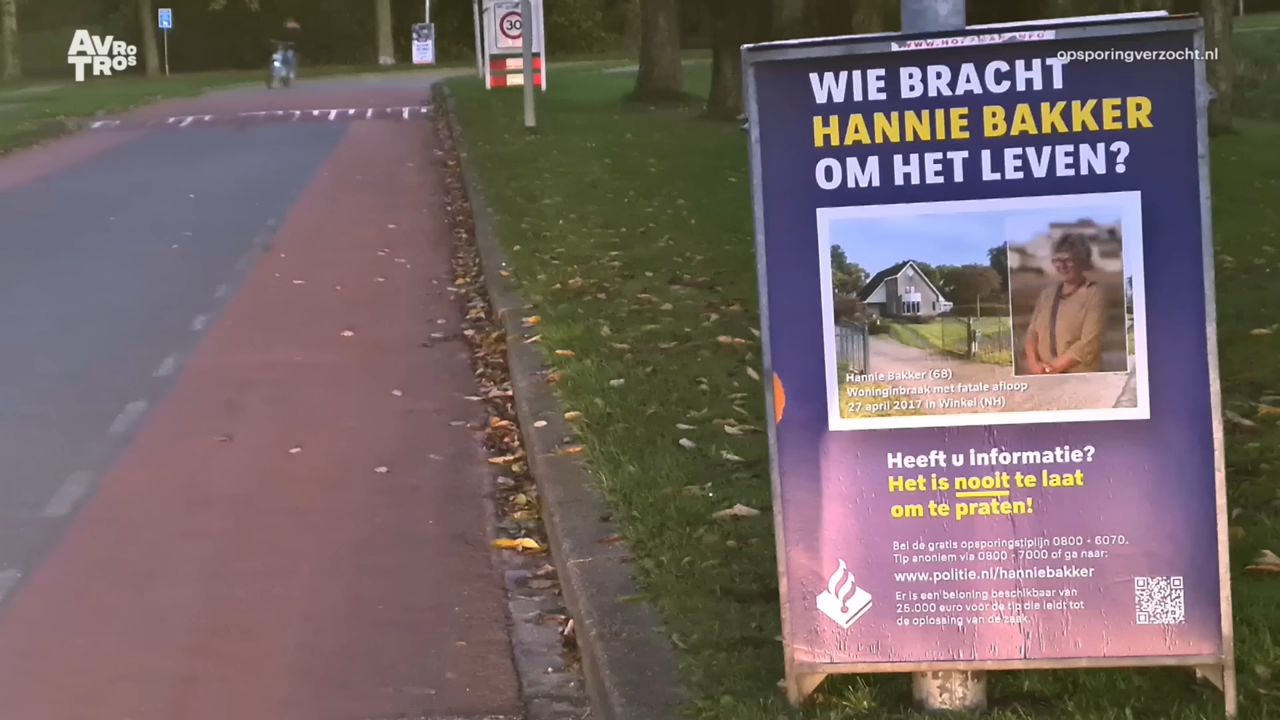 AVROTROS
opsporingverzocht.nl
30
WIE BRACHT
HANNIE BAKKER
OM HET LEVEN?
Hannie Bakker (68)
Woninginbraak met fatale afloop
27 april 2017 in Winkel (NH)
Heeft u informatie?
Het is nooit te laat
om te praten!
Bel de gratis opsporingstiplijn 0800 - 6070.
Tip anoniem via 0800 - 7000 of ga naar:
www.politie.nl/hanniebakker
Er is een beloning beschikbaar van
25.000 euro voor de tip die leidt tot
de oplossing van de zaak.